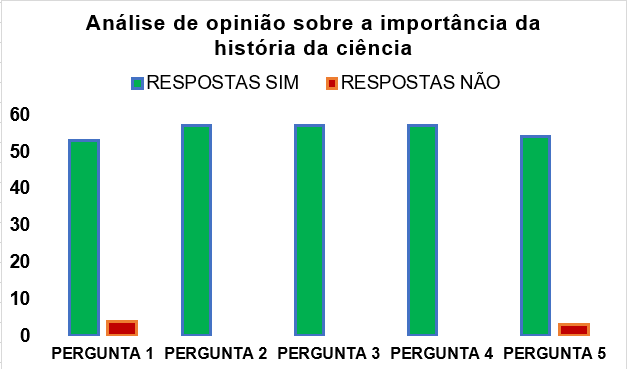 Análise de opinião sobre a importância da
história da ciência
RESPOSTAS SIM RESPOSTAS NÃO
60
50
40
30
20
10
0
PERGUNTA 1 PERGUNTA 2 PERGUNTA 3 PERGUNTA 4 PERGUNTA 5